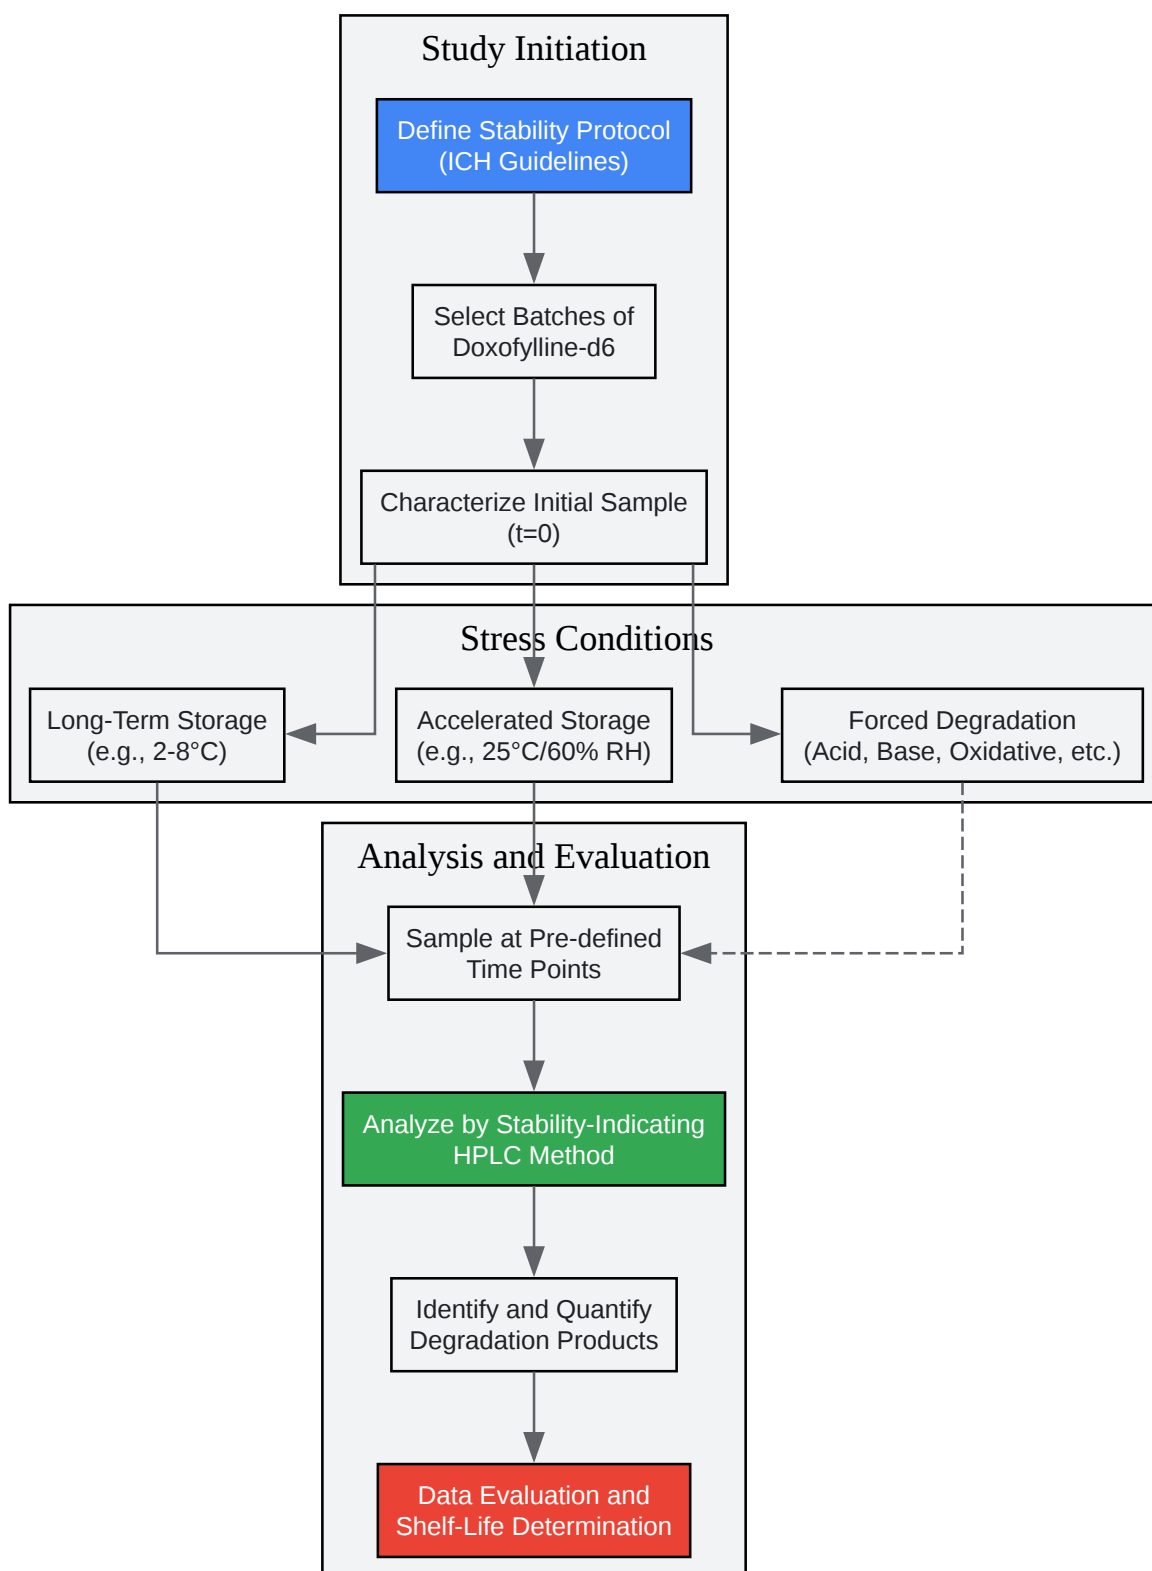 Study Initiation
Define Stability Protocol
(ICH Guidelines)
Select Batches of
Doxofylline-d6
Characterize Initial Sample
(t=0)
Stress Conditions
Long-Term Storage
(e.g., 2-8°C)
Accelerated Storage
(e.g., 25°C/60% RH)
Forced Degradation
(Acid, Base, Oxidative, etc.)
Analysis and Evaluation
Sample at Pre-defined
Time Points
Analyze by Stability-Indicating
HPLC Method
Identify and Quantify
Degradation Products
Data Evaluation and
Shelf-Life Determination